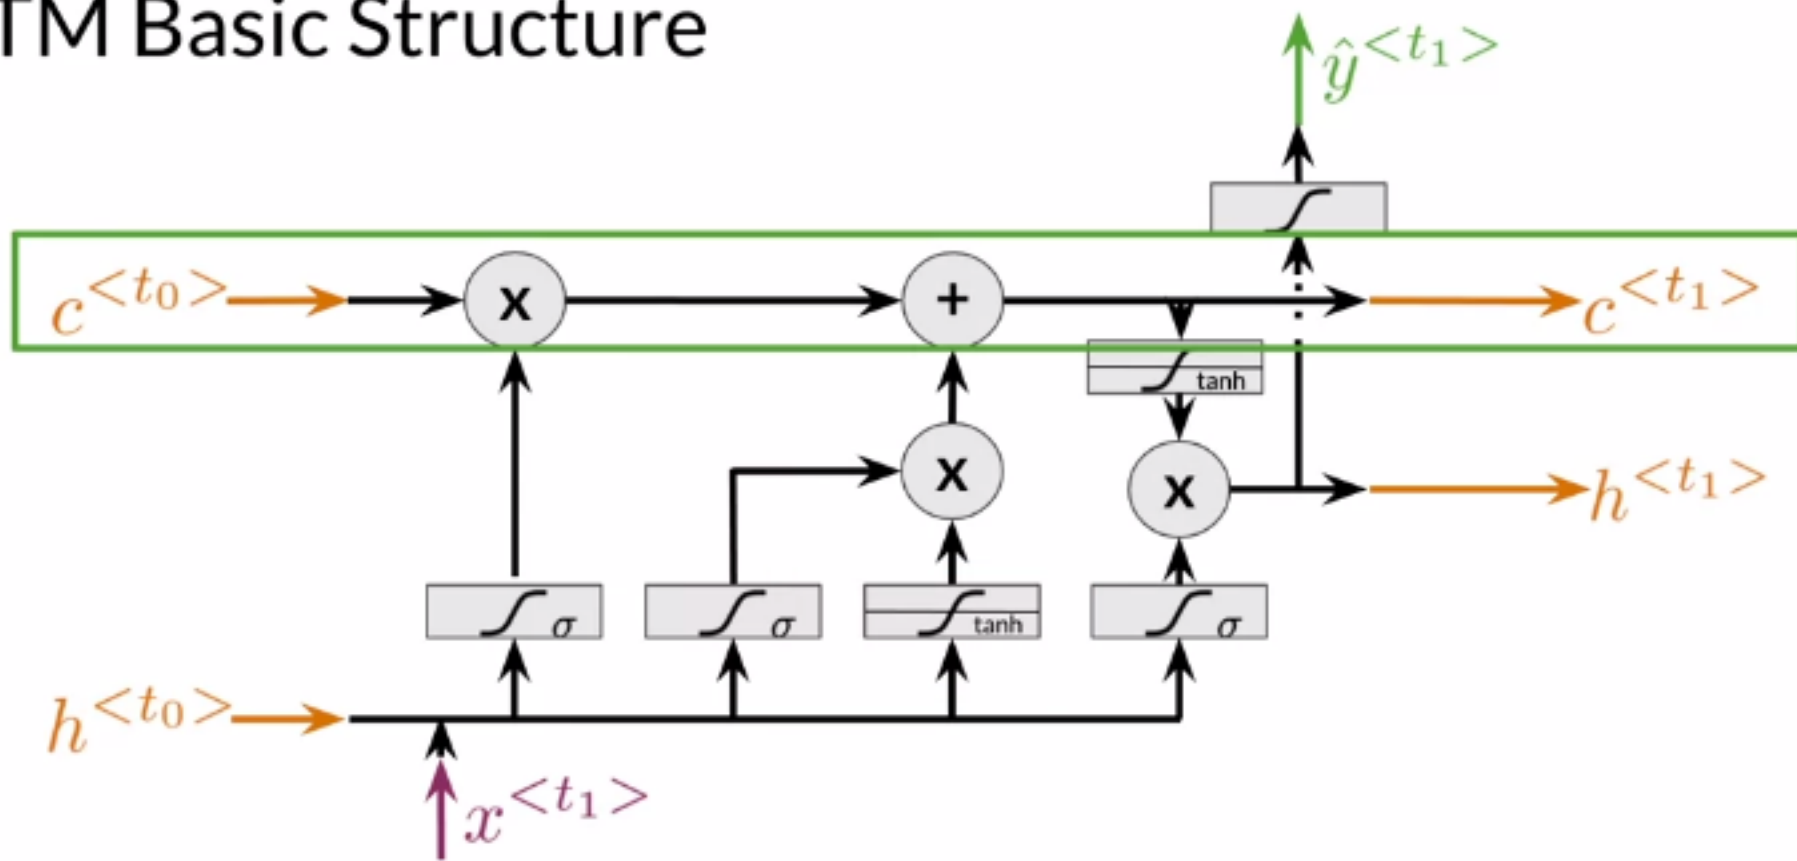 TM Basic Structure
ŷ<t₁>
c<t₀> x + c<t₁>
tanh
x x h<t₁>
σ σ tanh σ
h<t₀>
x<t₁>